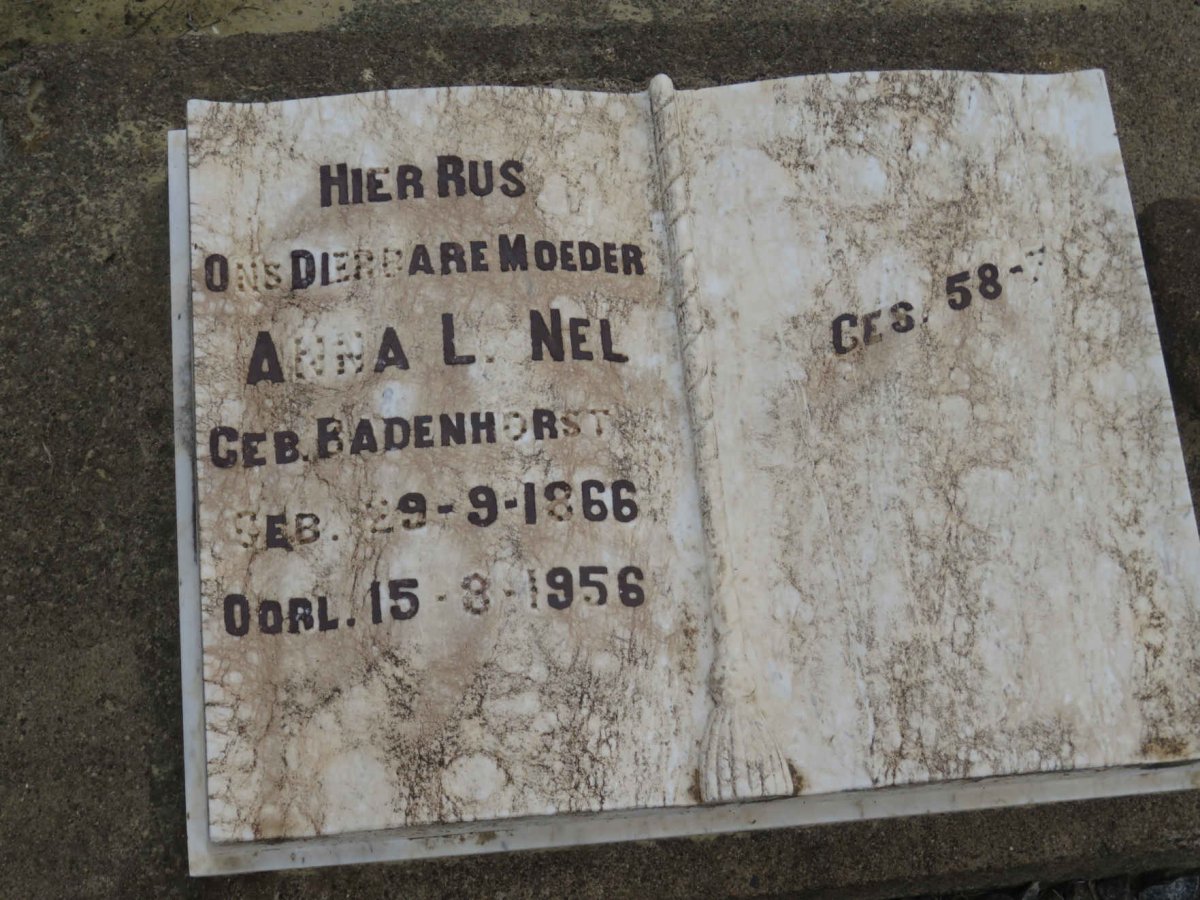 HIER RUS
ONS DIERBARE MOEDER
ANNA L. NEL
GEB. BADENHORST
GEB. 29-9-1866
OORL. 15-8-1956
GES. 58-7